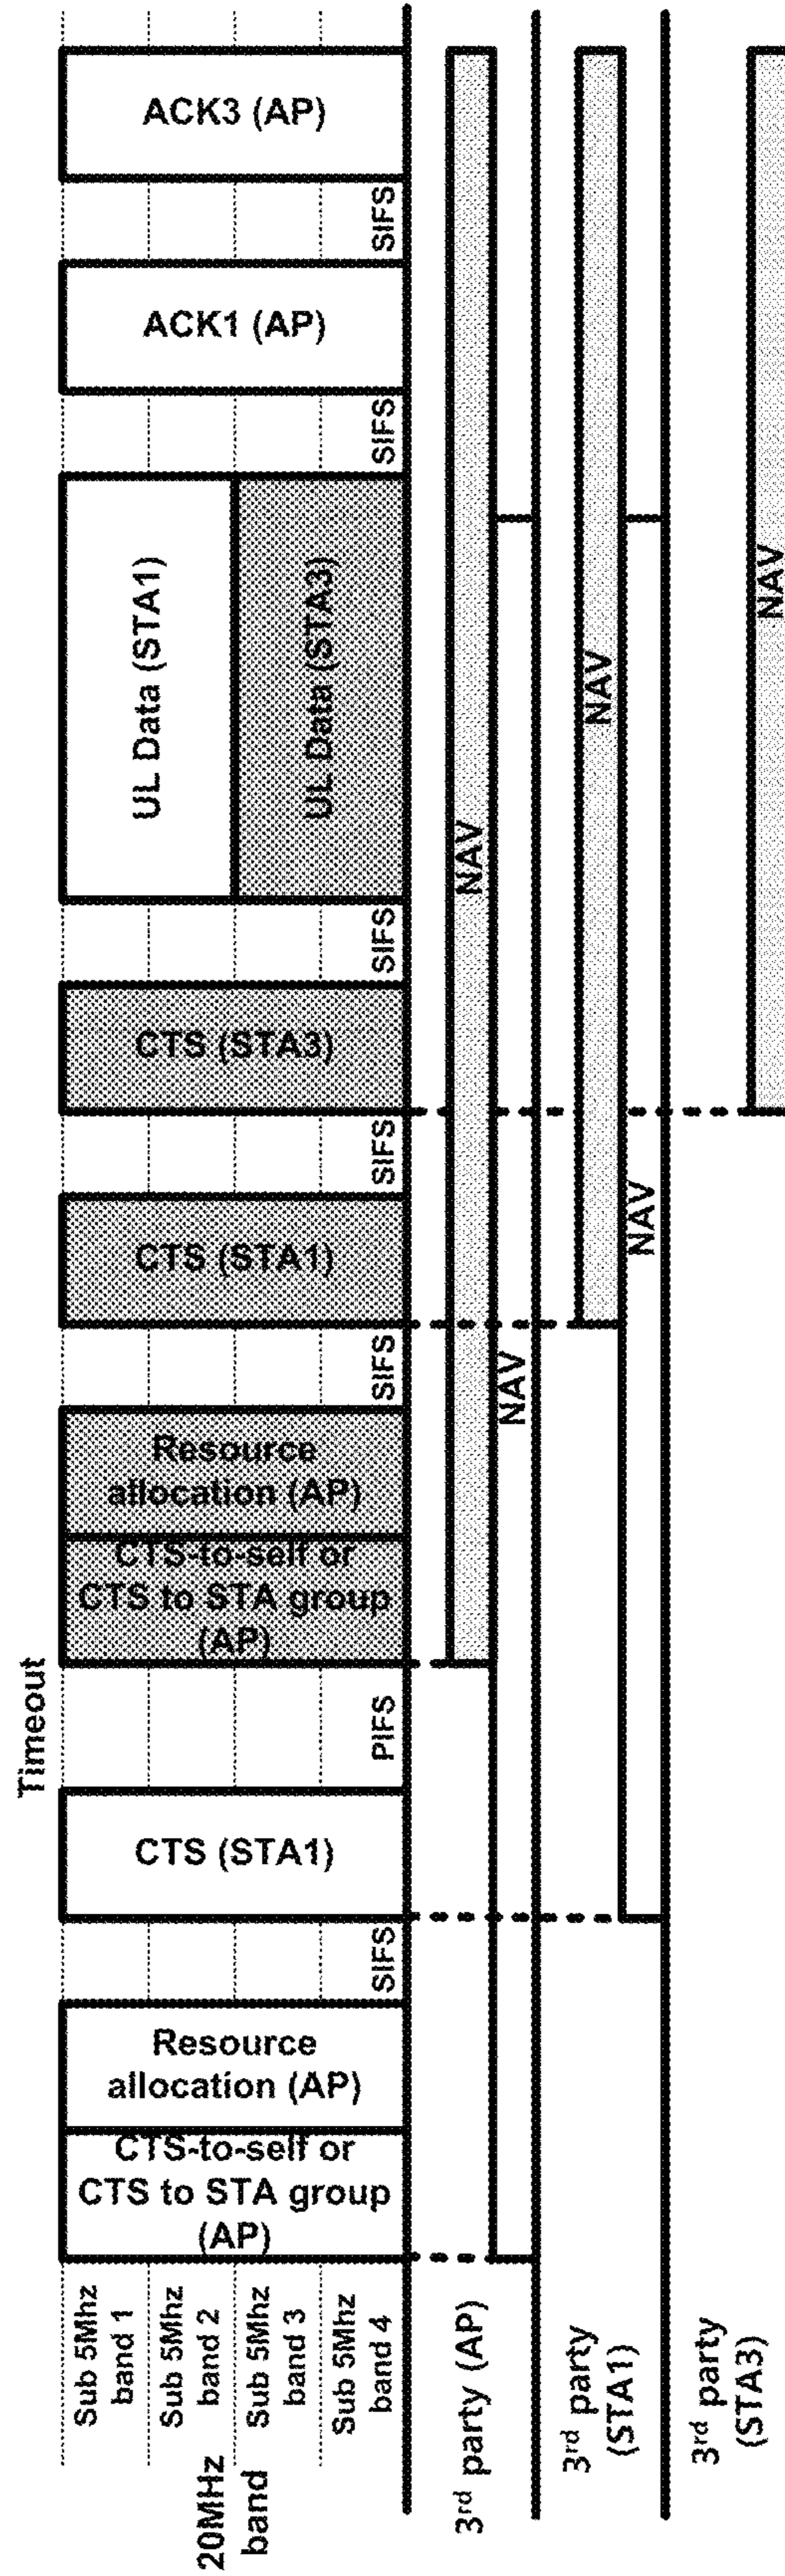 Timeout
20MHz
band
Sub 5Mhz
band 1
Sub 5Mhz
band 2
Sub 5Mhz
band 3
Sub 5Mhz
band 4
CTS-to-self or
CTS to STA group
(AP)
Resource
allocation (AP)
SIFS
CTS (STA1)
PIFS
CTS-to-self or
CTS to STA group
(AP)
Resource
allocation (AP)
SIFS
CTS (STA1)
SIFS
CTS (STA3)
SIFS
UL Data (STA1)
UL Data (STA3)
SIFS
ACK1 (AP)
SIFS
ACK3 (AP)
3rd party (AP)
NAV
NAV
3rd party
(STA1)
NAV
NAV
3rd party
(STA3)
NAV